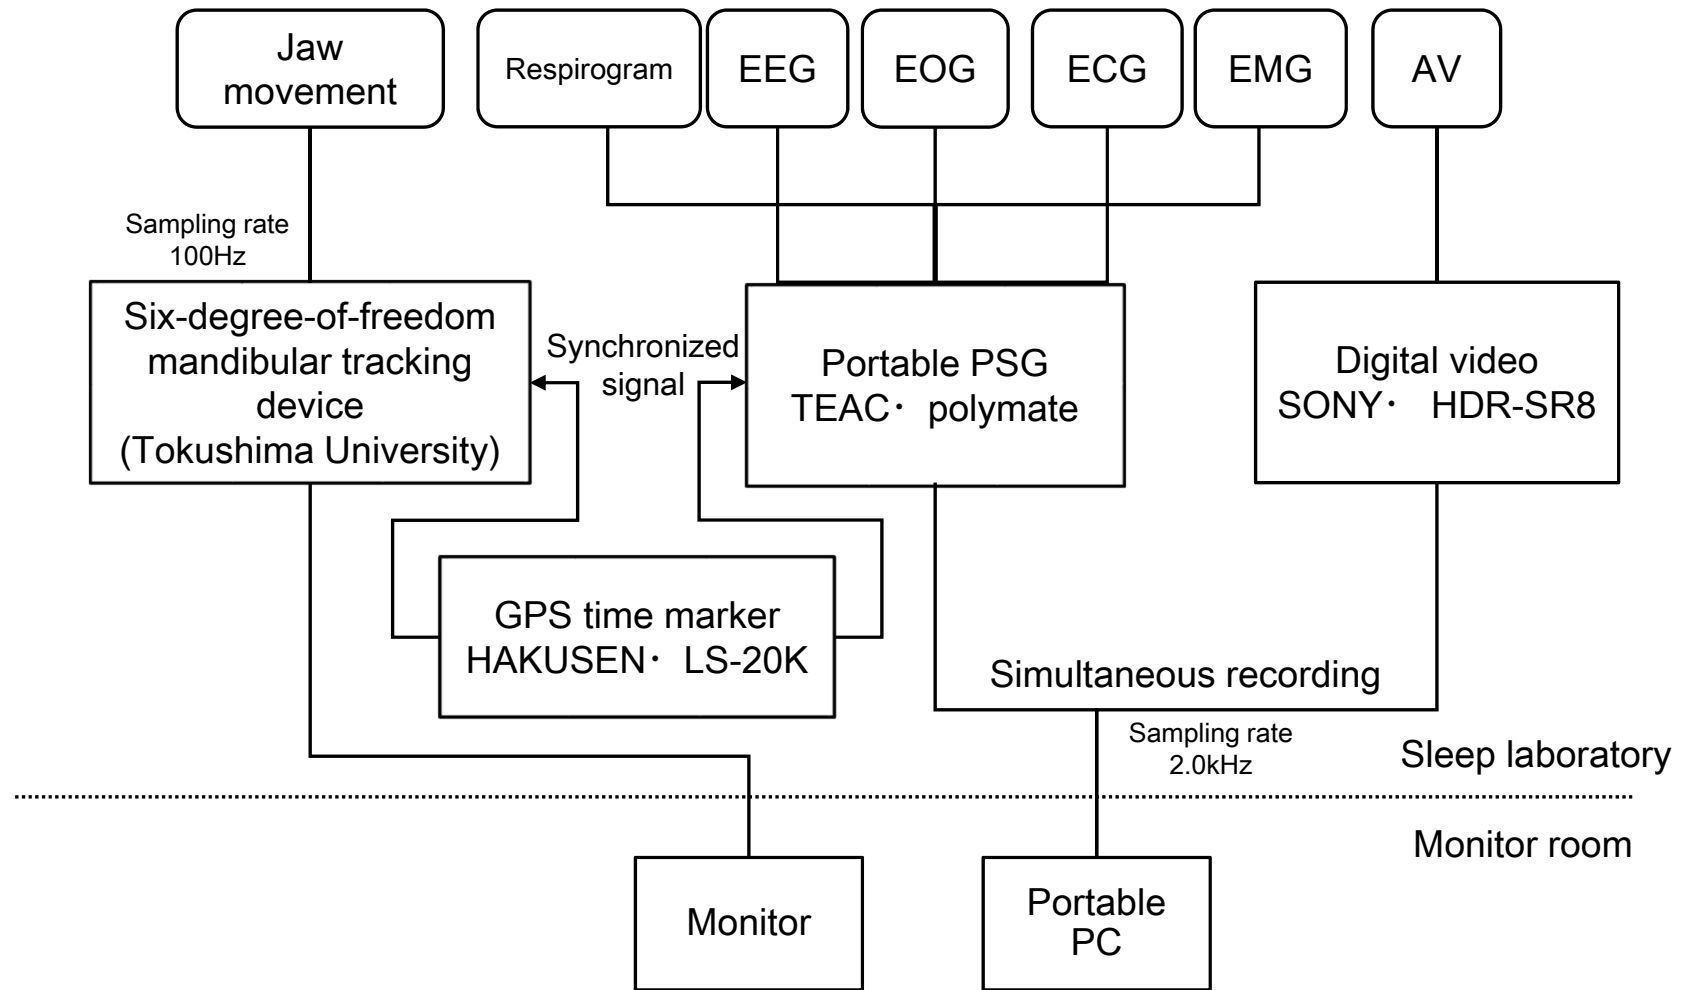 Jaw
movement
Respirogram
EEG
EOG
ECG
EMG
AV
Sampling rate
100Hz
Six-degree-of-freedom
mandibular tracking
device
(Tokushima University)
Synchronized
signal
Portable PSG
TEAC・ polymate
Digital video
SONY・ HDR-SR8
GPS time marker
HAKUSEN・ LS-20K
Simultaneous recording
Sampling rate
2.0kHz
Sleep laboratory
Monitor room
Monitor
Portable
PC